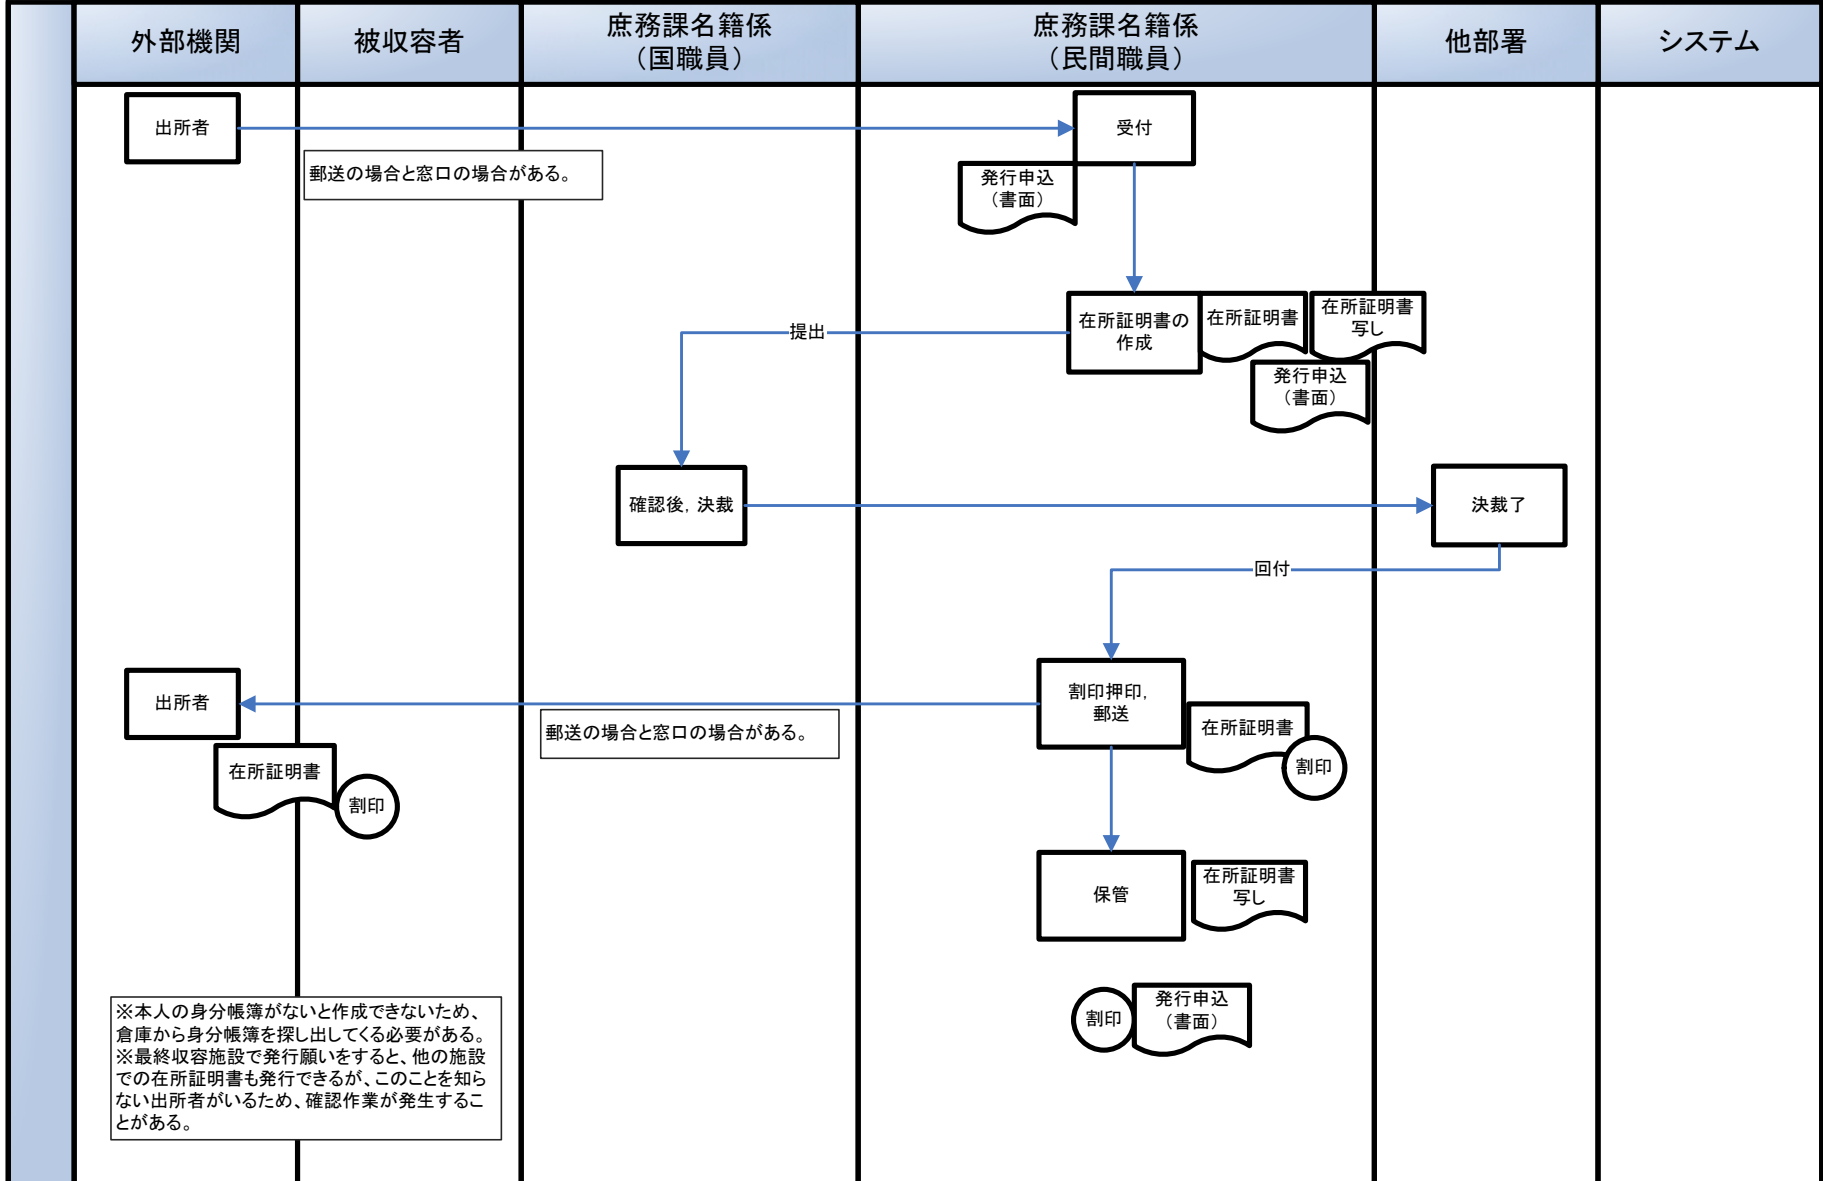 外部機関
被収容者
庶務課名籍係
（国職員）
庶務課名籍係
（民間職員）
他部署
システム
出所者
受付
郵送の場合と窓口の場合がある。
発行申込
（書面）
在所証明書の
作成
在所証明書
在所証明書
写し
提出
発行申込
（書面）
確認後，決裁
決裁了
回付
出所者
割印押印，
郵送
在所証明書
割印
郵送の場合と窓口の場合がある。
在所証明書
割印
保管
在所証明書
写し
割印
発行申込
（書面）
※本人の身分帳簿がないと作成できないため、
倉庫から身分帳簿を探し出してくる必要がある。
※最終収容施設で発行願いをすると、他の施設
での在所証明書も発行できるが、このことを知ら
ない出所者がいるため、確認作業が発生するこ
とがある。